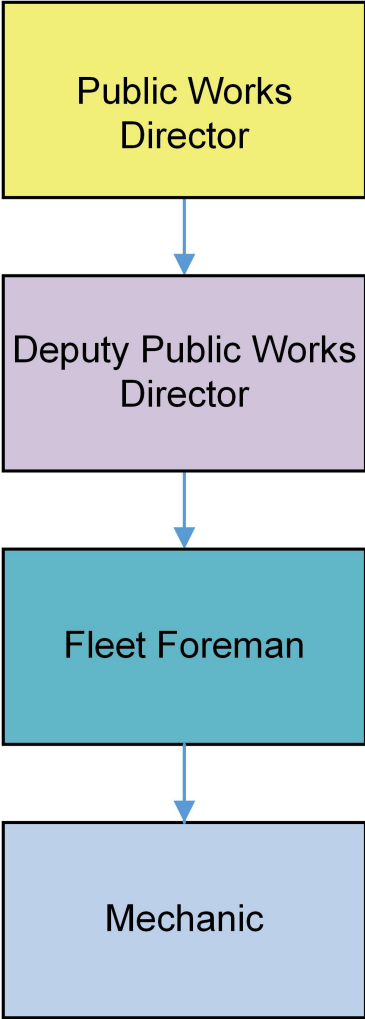 Public Works
Director
Deputy Public Works
Director
Fleet Foreman
Mechanic